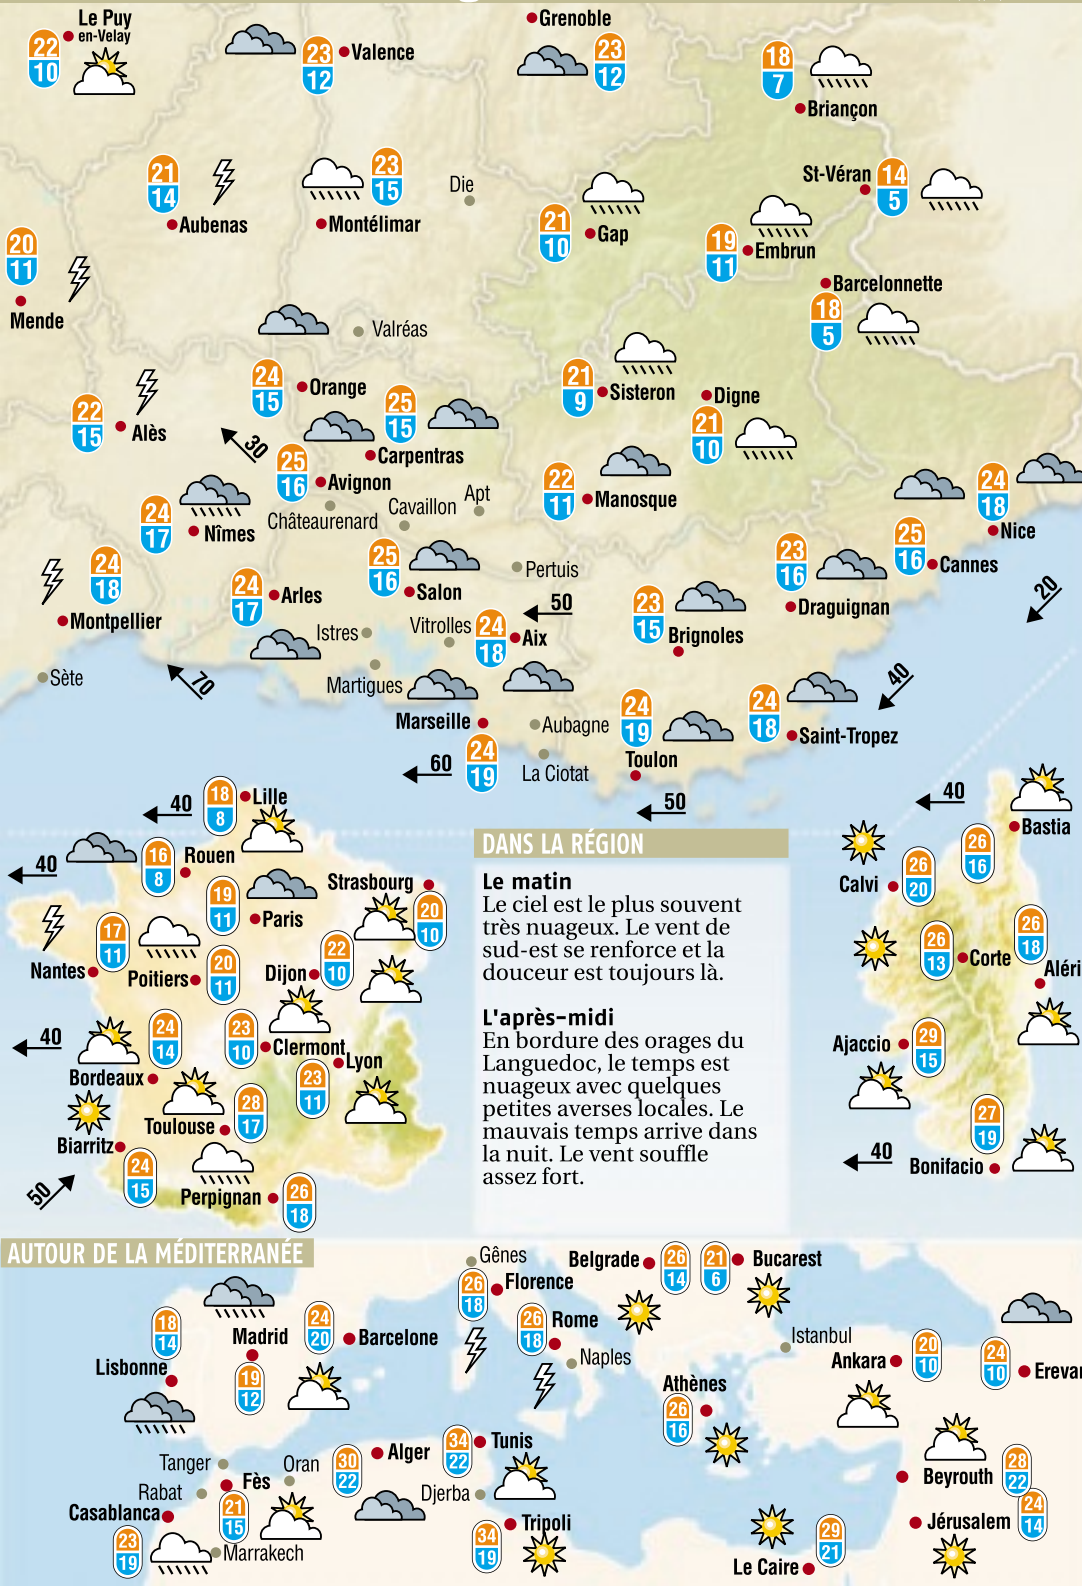 Le Puy
en-Velay
22
10
23
12
Valence
Grenoble
23
12
18
7
Briançon
21
14
Aubenas
23
15
Montélimar
Die
St-Véran
14
5
21
10
Gap
19
11
Embrun
20
11
Mende
Barcelonnette
18
5
Valréas
24
15
Orange
21
9
Sisteron
Digne
21
10
22
15
Alès
30
25
15
Carpentras
25
16
Avignon
22
11
Manosque
24
18
Nice
24
17
Nîmes
Châteaurenard
Cavaillon
Apt
25
16
Cannes
24
18
Montpellier
24
17
Arles
25
16
Salon
Pertuis
23
16
Draguignan
20
50
23
15
Brignoles
Istres
Vitrolles
24
18
Aix
Sète
70
Martigues
40
Marseille
24
19
Aubagne
La Ciotat
24
19
Toulon
24
18
Saint-Tropez
60
50
40
18
8
Lille
40
Bastia
26
16
40
16
8
Rouen
19
11
Paris
Strasbourg
20
10
Calvi
26
20
17
11
Nantes
Poitiers
20
11
Dijon
22
10
26
13
Corte
26
18
Aléri
40
24
14
Bordeaux
23
10
Clermont
Lyon
23
11
Ajaccio
29
15
Toulouse
28
17
Biarritz
24
15
50
Perpignan
26
18
27
19
Bonifacio
40
DANS LA RÉGION
Le matin
Le ciel est le plus souvent
très nuageux. Le vent de
sud-est se renforce et la
douceur est toujours là.
L'après-midi
En bordure des orages du
Languedoc, le temps est
nuageux avec quelques
petites averses locales. Le
mauvais temps arrive dans
la nuit. Le vent souffle
assez fort.
AUTOUR DE LA MÉDITERRANÉE
Gênes
26
18
Florence
Belgrade
26
14
21
6
Bucarest
18
14
Lisbonne
Madrid
19
12
24
20
Barcelone
26
18
Rome
Naples
Istanbul
Ankara
20
10
24
10
Erevan
Athènes
26
16
Tanger
Rabat
Fès
21
15
Oran
30
22
Alger
34
22
Tunis
Djerba
Beyrouth
28
22
Casablanca
23
19
Marrakech
34
19
Tripoli
Le Caire
29
21
Jérusalem
24
14